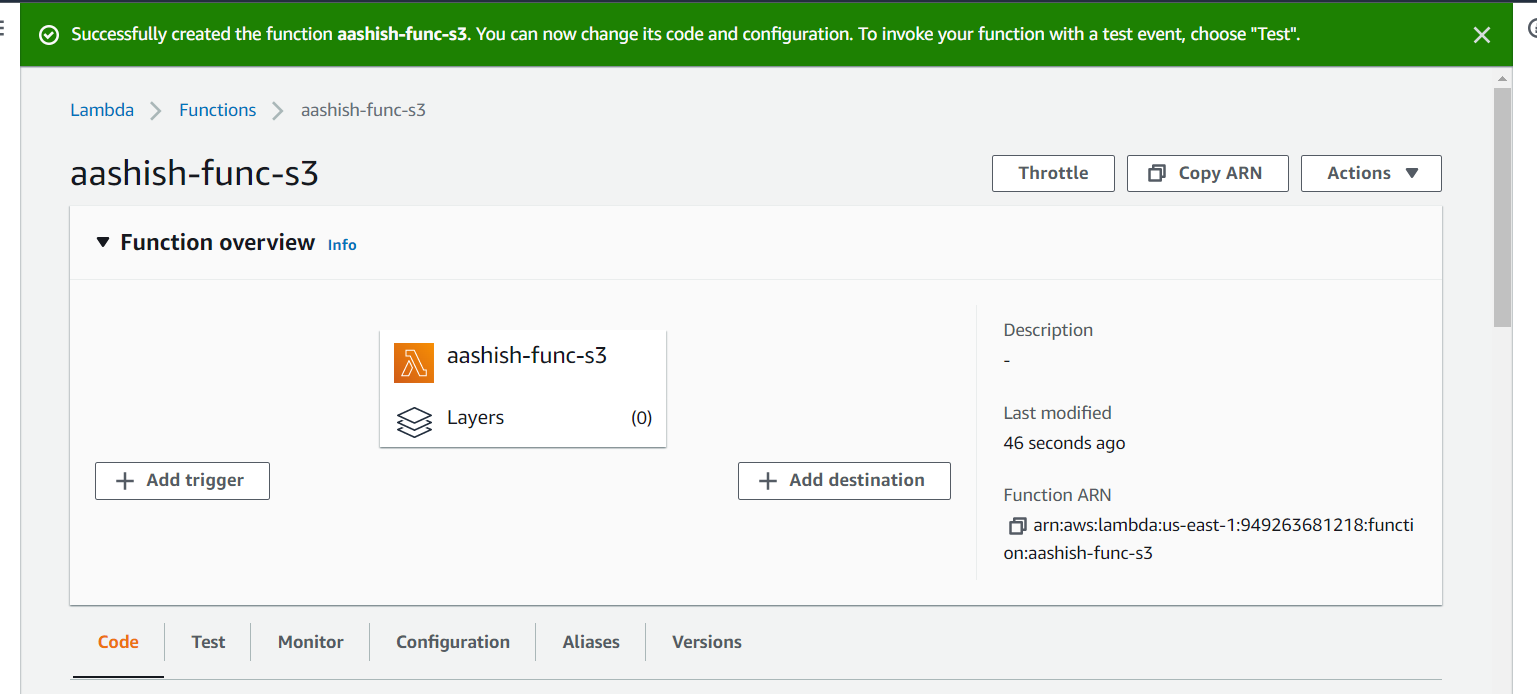 Successfully created the function aashish-func-s3. You can now change its code and configuration. To invoke your function with a test event, choose "Test".
Lambda Functions aashish-func-s3
aashish-func-s3
Throttle Copy ARN Actions
Function overview Info
aashish-func-s3
Layers (0)
Add trigger
Add destination
Description
-
Last modified
46 seconds ago
Function ARN
arn:aws:lambda:us-east-1:949263681218:functi
on:aashish-func-s3
Code Test Monitor Configuration Aliases Versions